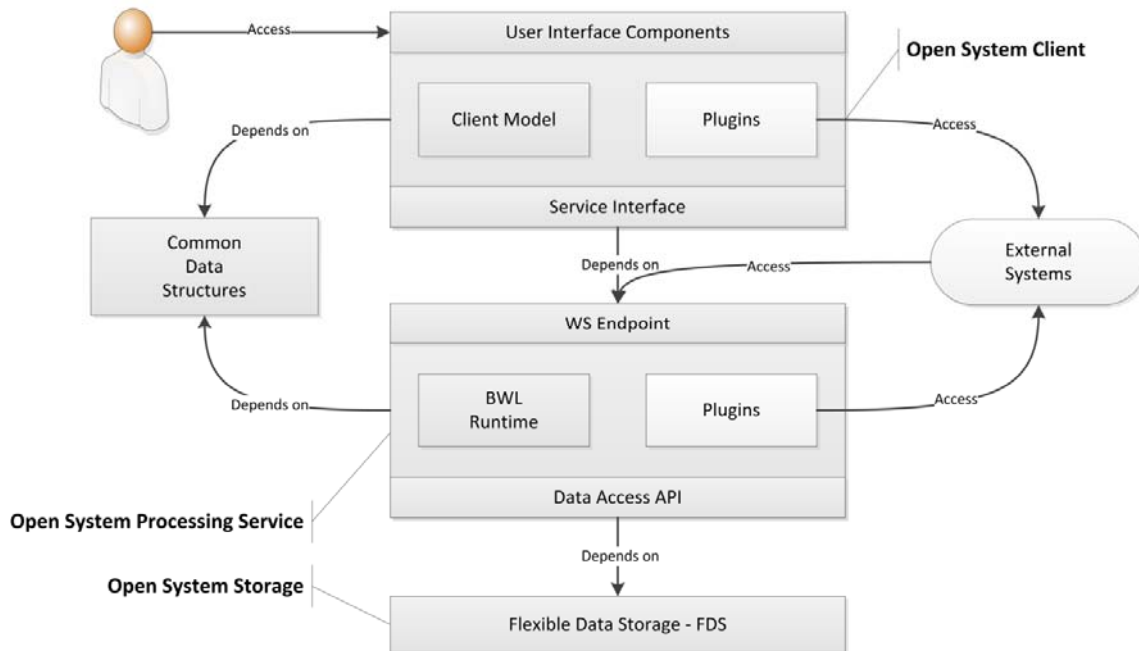 Access
User Interface Components
Open System Client
Client Model
Plugins
Access
Depends on
Service Interface
Common
Data
Structures
External
Systems
Depends on
Access
WS Endpoint
BWL
Runtime
Plugins
Depends on
Access
Data Access API
Open System Processing Service
Depends on
Open System Storage
Flexible Data Storage - FDS